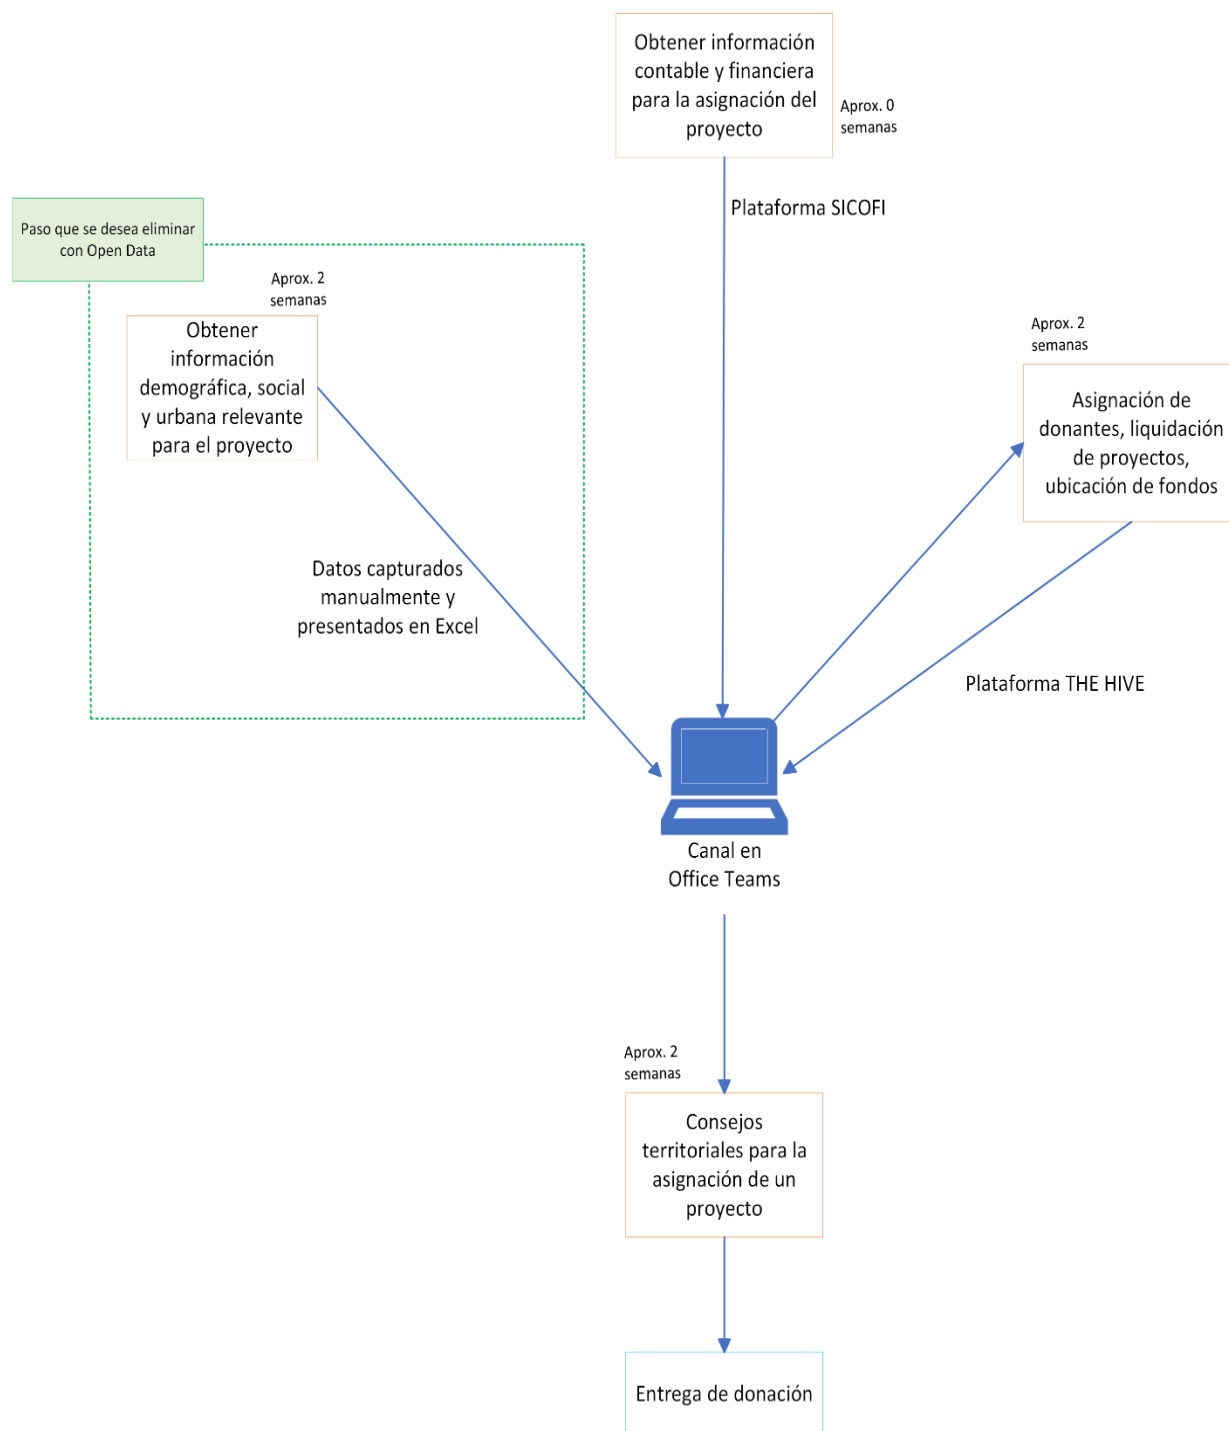 Obtener información
contable y financiera
para la asignación del
proyecto
Aprox. 0
semanas
Plataforma SICOFI
Paso que se desea eliminar
con Open Data
Aprox. 2
semanas
Obtener
información
demográfica, social
y urbana relevante
para el proyecto
Datos capturados
manualmente y
presentados en Excel
Aprox. 2
semanas
Asignación de
donantes, liquidación
de proyectos,
ubicación de fondos
Plataforma THE HIVE
Canal en
Office Teams
Aprox. 2
semanas
Consejos
territoriales para la
asignación de un
proyecto
Entrega de donación